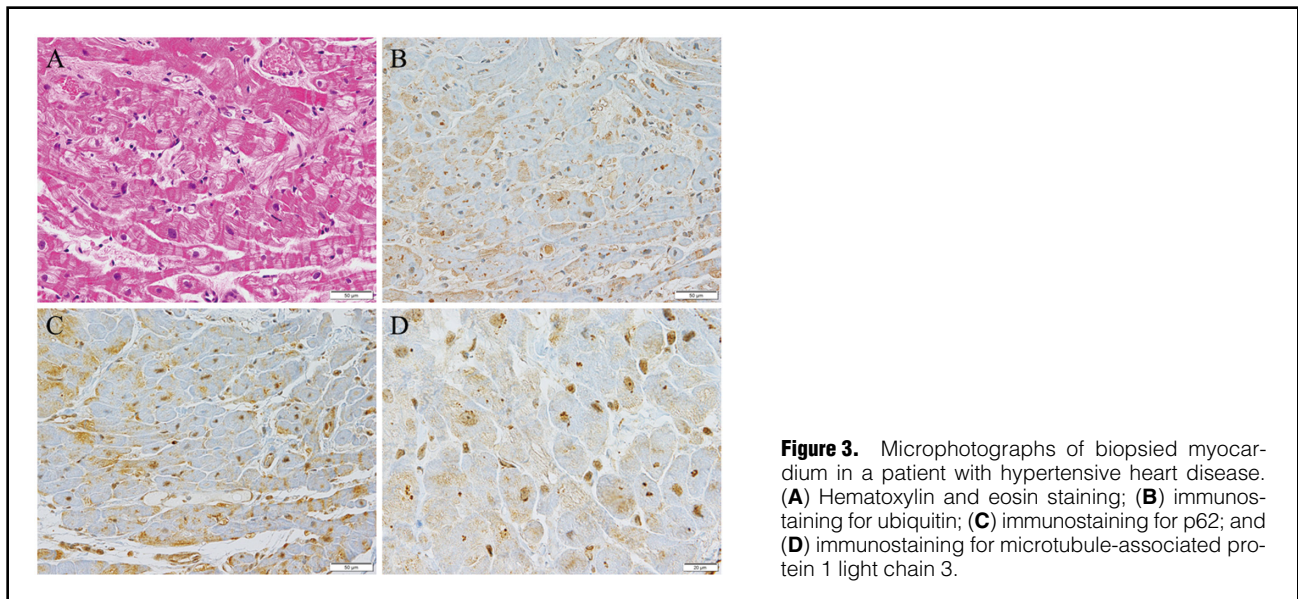 A
B
50 µm
50 µm
C
D
50 µm
20 µm
Figure 3. Microphotographs of biopsied myocar-
dium in a patient with hypertensive heart disease.
(A) Hematoxylin and eosin staining; (B) immunos-
taining for ubiquitin; (C) immunostaining for p62; and
(D) immunostaining for microtubule-associated pro-
tein 1 light chain 3.